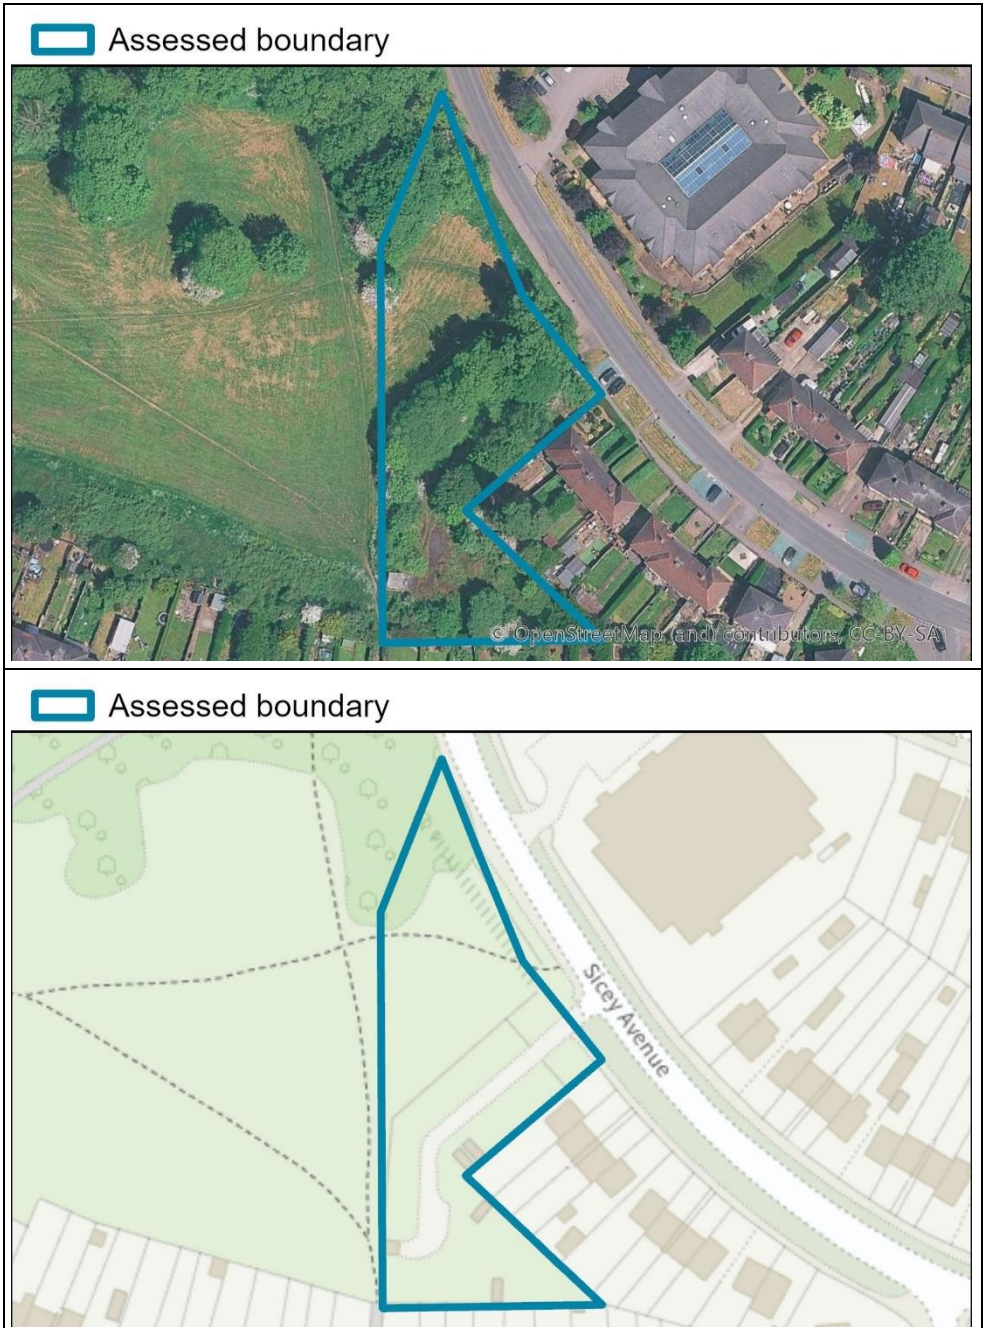 Assessed boundary
© OpenStreetMap (and) contributors, CC-BY-SA
Assessed boundary
Sicey Avenue